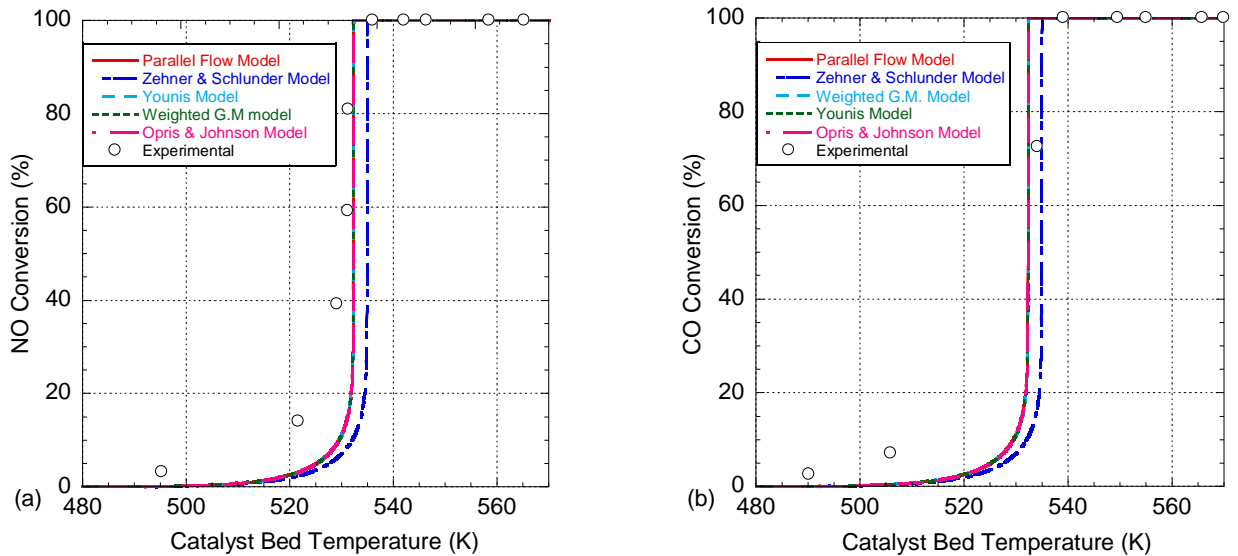 100
80
60
40
20
0
480
500
520
540
560
NO Conversion (%)
Catalyst Bed Temperature (K)
(a)
Parallel Flow Model
Zehner & Schlunder Model
Younis Model
Weighted G.M model
Opris & Johnson Model
Experimental
100
80
60
40
20
0
480
500
520
540
560
CO Conversion (%)
Catalyst Bed Temperature (K)
(b)
Parallel Flow Model
Zehner & Schlunder Model
Weighted G.M. Model
Younis Model
Opris & Johnson Model
Experimental